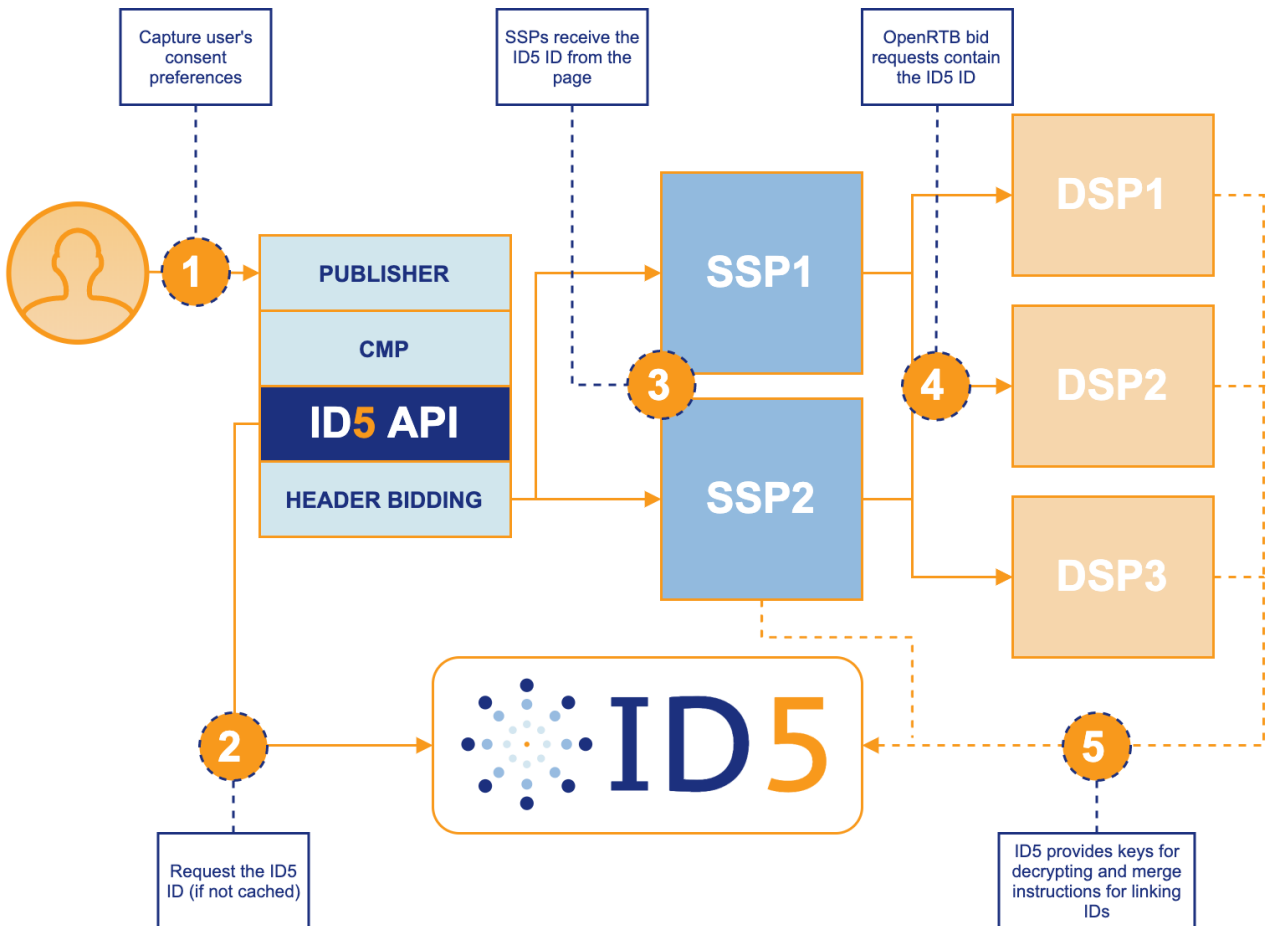 Capture user's
consent
preferences
SSPs receive the
ID5 ID from the
page
OpenRTB bid
requests contain
the ID5 ID
1
PUBLISHER
CMP
ID5 API
HEADER BIDDING
SSP1
3
SSP2
4
DSP1
DSP2
DSP3
2
ID5
5
Request the ID5
ID (if not cached)
ID5 provides keys for
decrypting and merge
instructions for linking
IDs